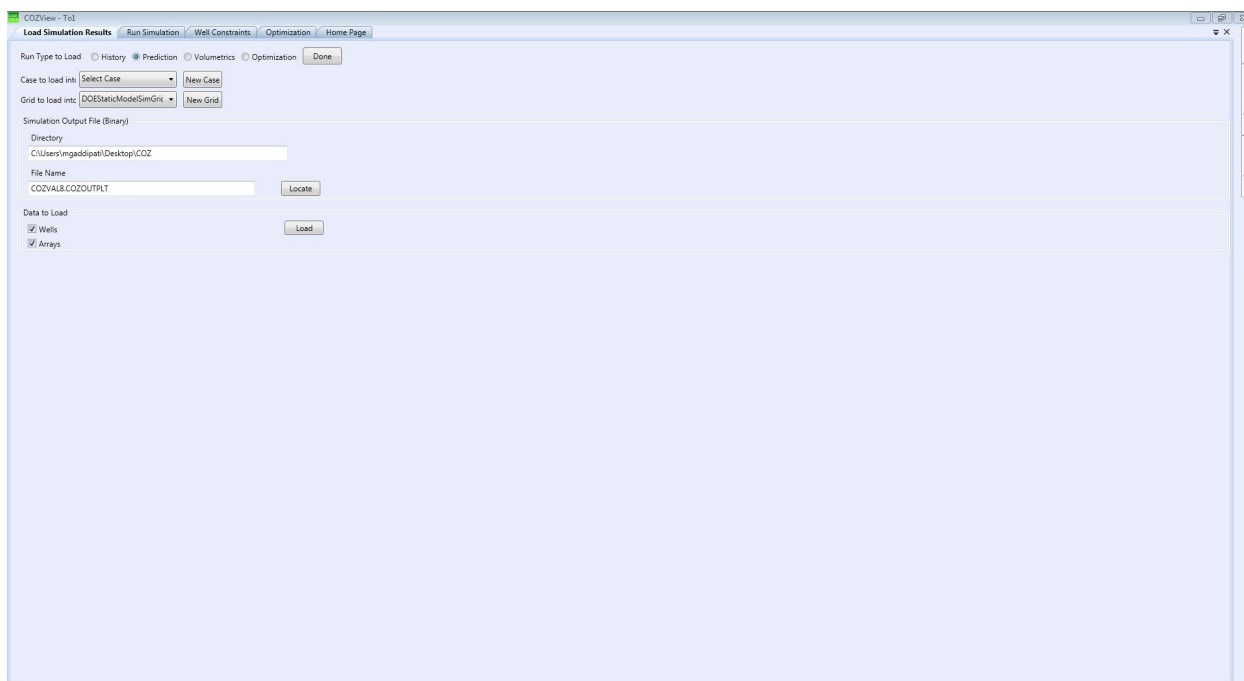 COZView - To1
Load Simulation Results Run Simulation Well Constraints Optimization Home Page
Run Type to Load History Prediction Volumetrics Optimization Done
Case to load int Select Case New Case
Grid to load intc DOEStaticModelSimGric New Grid
Simulation Output File (Binary)
Directory
C:\Users\mgaddipati\Desktop\COZ
File Name
COZVAL8.COZOUTPLT Locate
Data to Load
Wells Load
Arrays